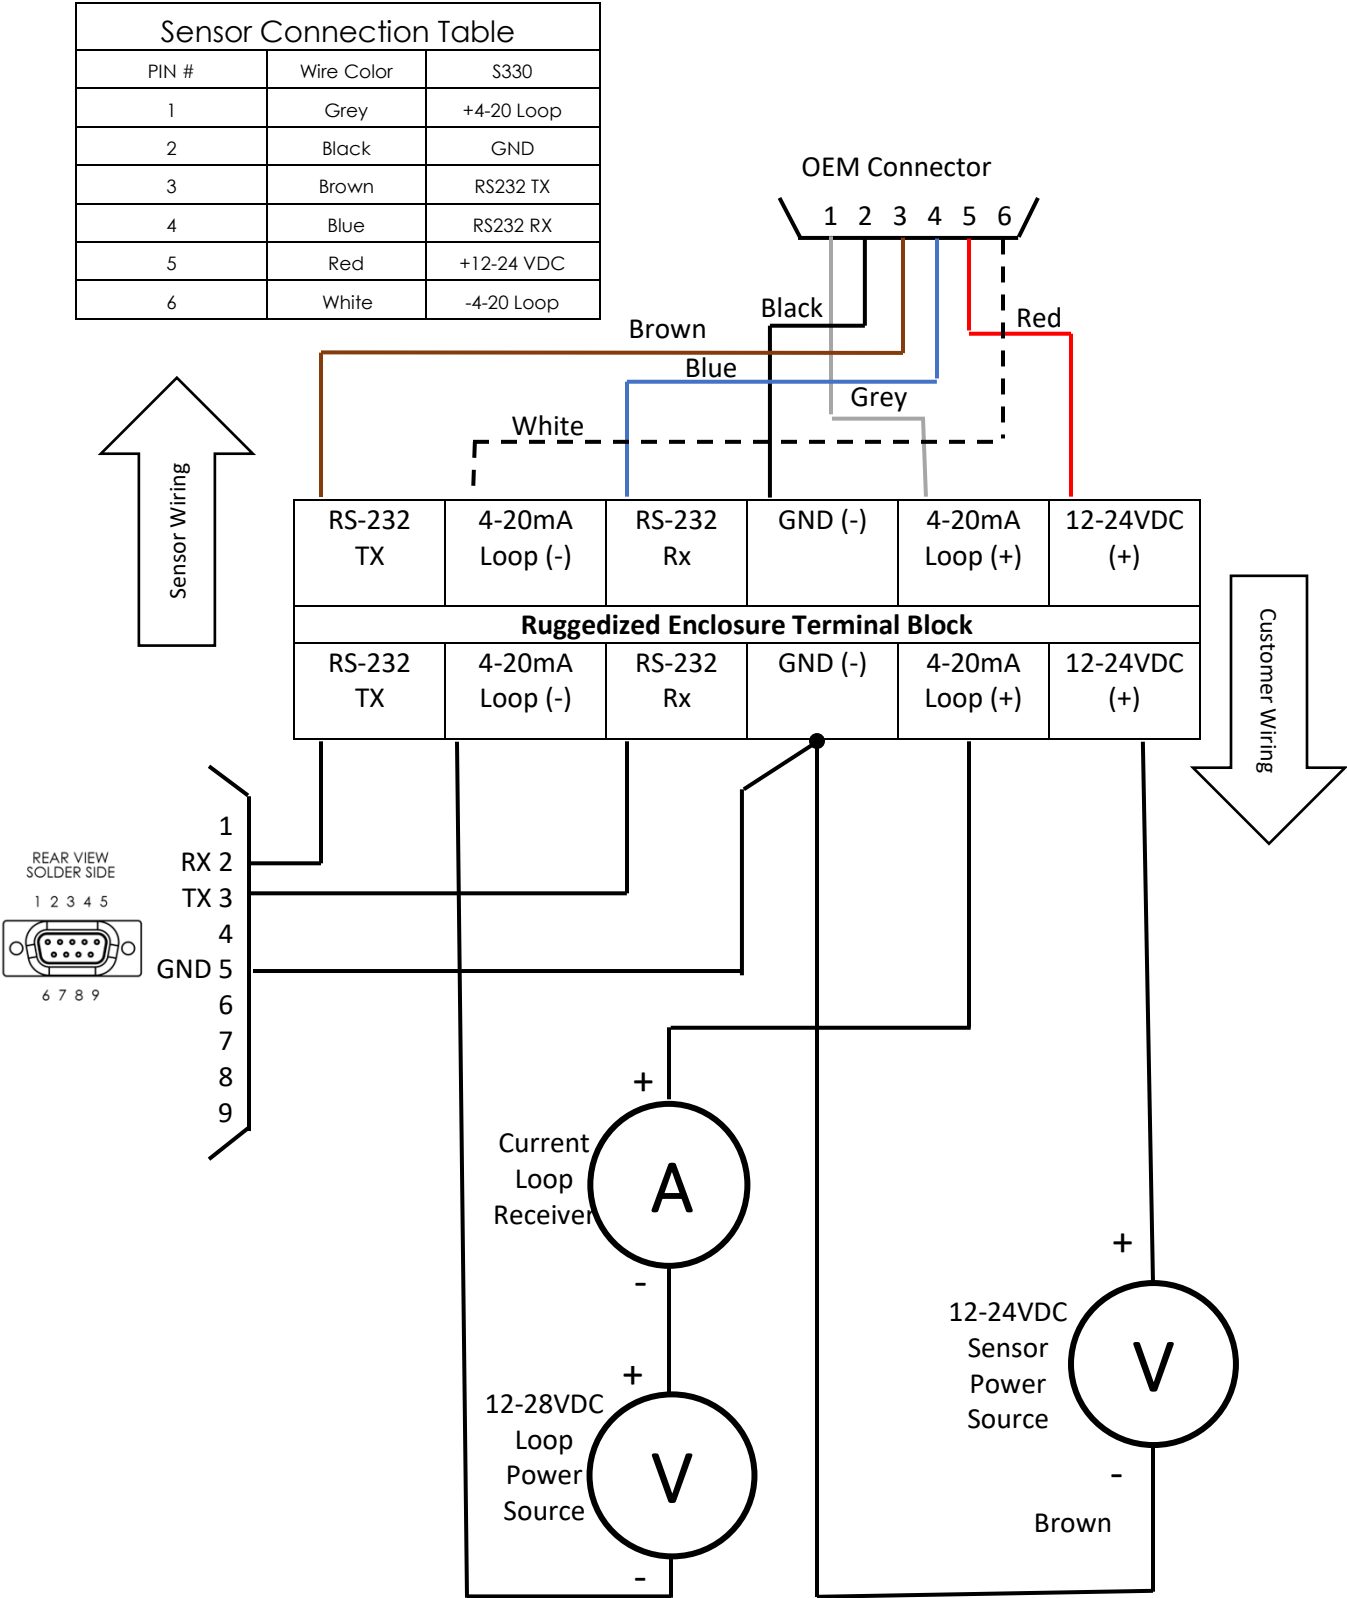 Sensor Connection Table
PIN # Wire Color S330
1 Grey +4-20 Loop
2 Black GND
3 Brown RS232 TX
4 Blue RS232 RX
5 Red +12-24 VDC
6 White -4-20 Loop
OEM Connector
1 2 3 4 5 6
Black
Red
Brown
Blue
Grey
White
Sensor Wiring
RS-232 TX
4-20mA Loop (-)
RS-232 Rx
GND (-)
4-20mA Loop (+)
12-24VDC (+)
Ruggedized Enclosure Terminal Block
RS-232 TX
4-20mA Loop (-)
RS-232 Rx
GND (-)
4-20mA Loop (+)
12-24VDC (+)
Customer Wiring
REAR VIEW
SOLDER SIDE
1 2 3 4 5
6 7 8 9
1
RX 2
TX 3
4
GND 5
6
7
8
9
+
Current
Loop
Receiver
A
-
+
12-28VDC
Loop
Power
Source
V
-
+
12-24VDC
Sensor
Power
Source
V
-
Brown